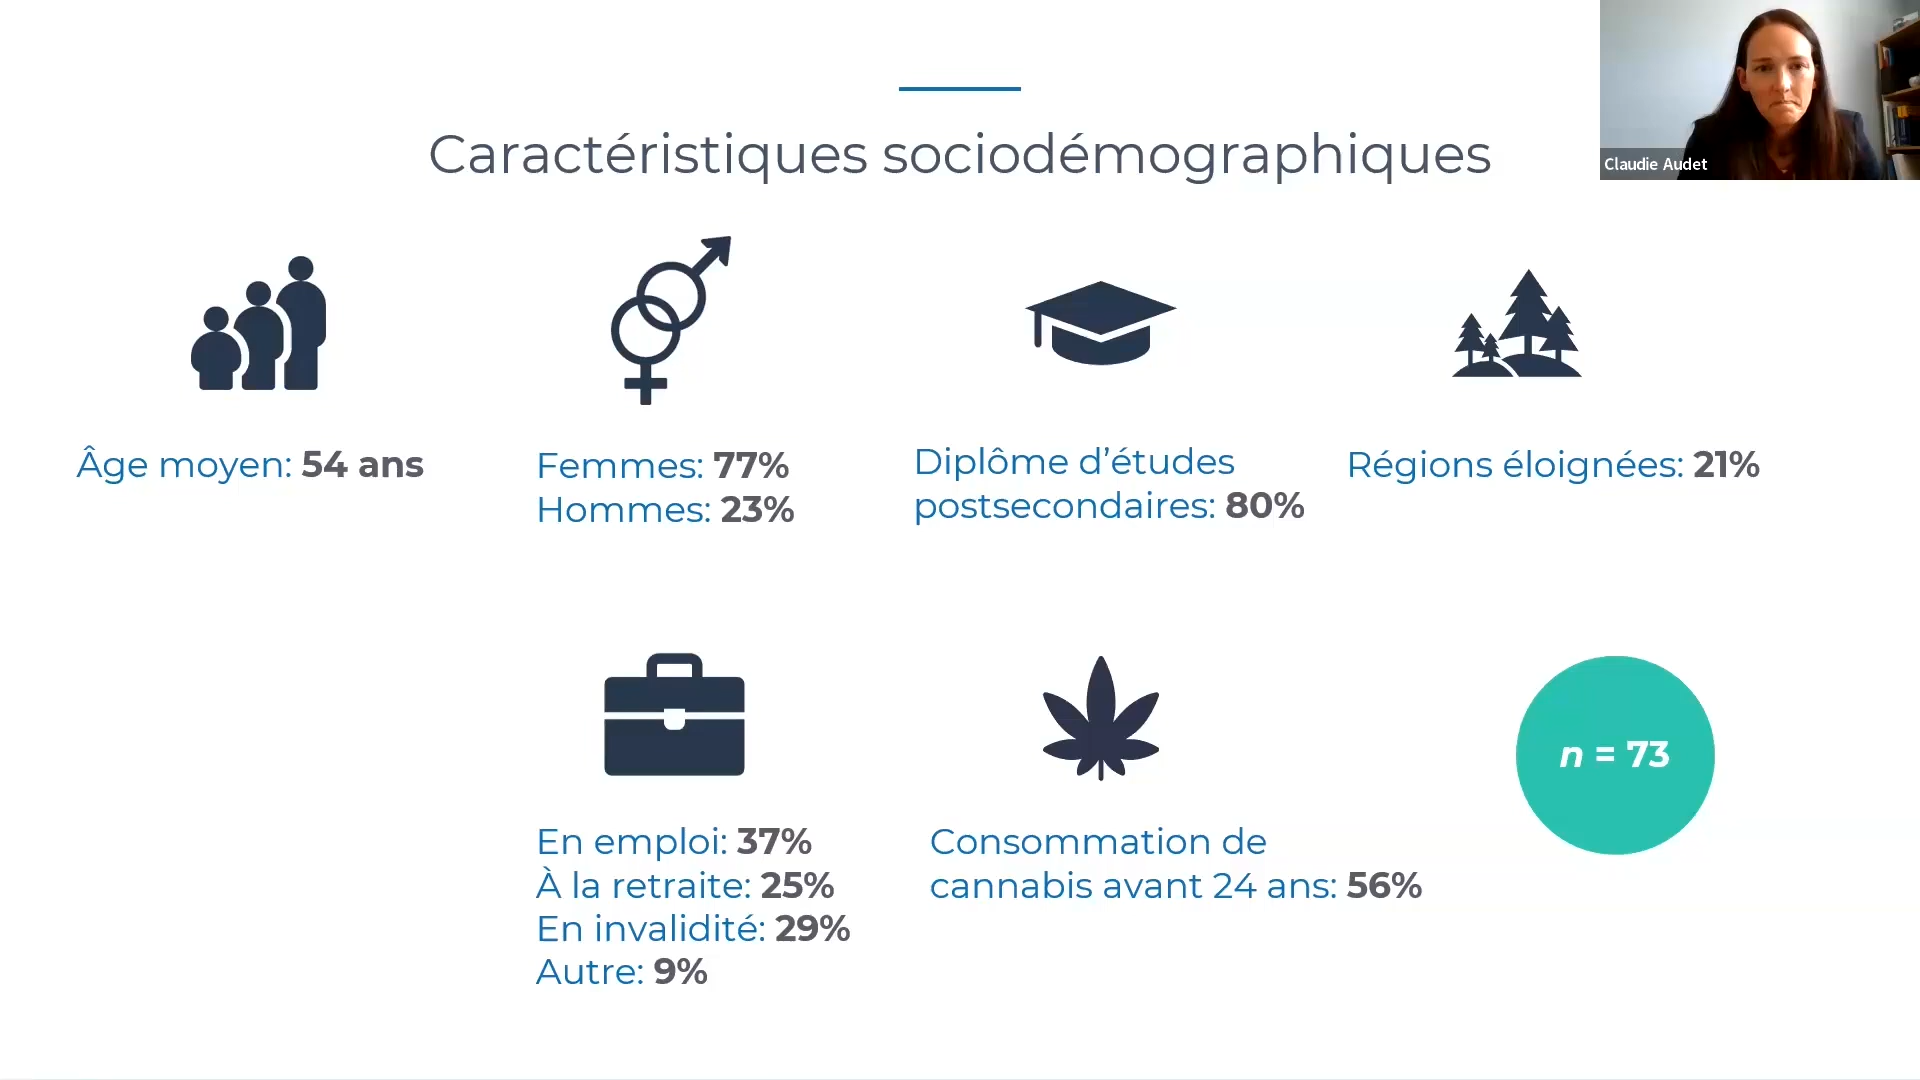 Caractéristiques sociodémographiques
Claudie Audet
Âge moyen: 54 ans
Femmes: 77%
Hommes: 23%
Diplôme d’études
postsecondaires: 80%
Régions éloignées: 21%
En emploi: 37%
À la retraite: 25%
En invalidité: 29%
Autre: 9%
Consommation de
cannabis avant 24 ans: 56%
n = 73